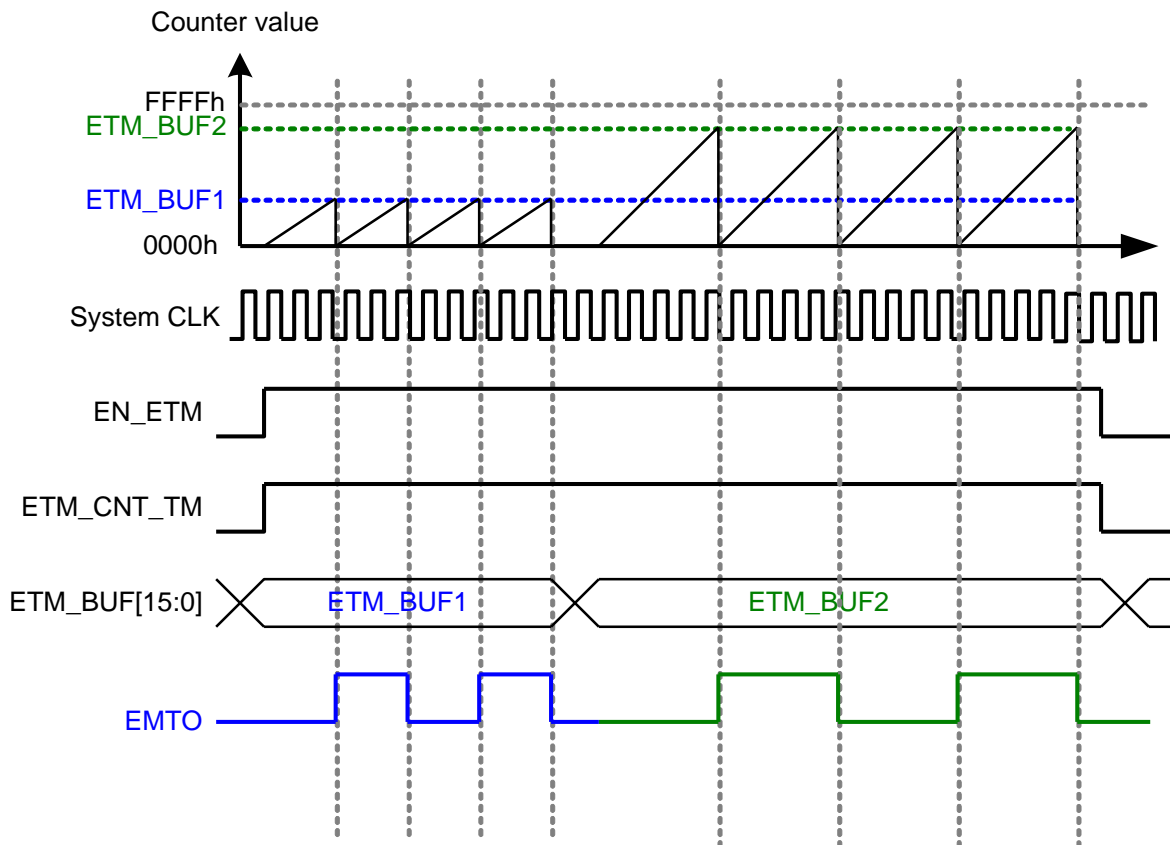 Counter value
FFFFh
ETM_BUF2
ETM_BUF1
0000h
System CLK
EN_ETM
ETM_CNT_TM
ETM_BUF[15:0]
ETM_BUF1
ETM_BUF2
EMTO